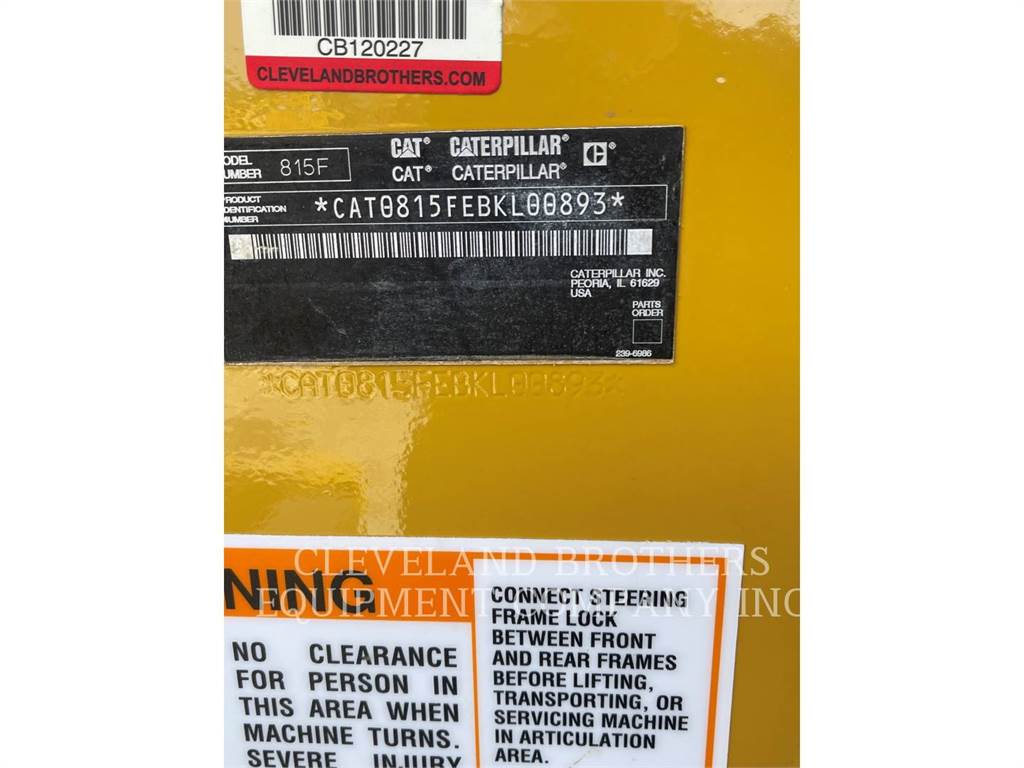 CB120227
CLEVELANDBROTHERS.COM
CAT® CATERPILLAR®
CAT® CATERPILLAR®
815F
PRODUCT
IDENTIFICATION
NUMBER
*CAT0815FEBKL00893*
CATERPILLAR INC.
PEORIA, IL 61629
USA
PARTS
ORDER
239-6986
*CAT0815FEBKL00893*
CLEVELAND BROTHERS
EQUIPMENT COMPANY INC
NING
NO CLEARANCE
FOR PERSON IN
THIS AREA WHEN
MACHINE TURNS.
SEVERE INJURY
CONNECT STEERING
FRAME LOCK
BETWEEN FRONT
AND REAR FRAMES
BEFORE LIFTING,
TRANSPORTING, OR
SERVICING MACHINE
IN ARTICULATION
AREA.